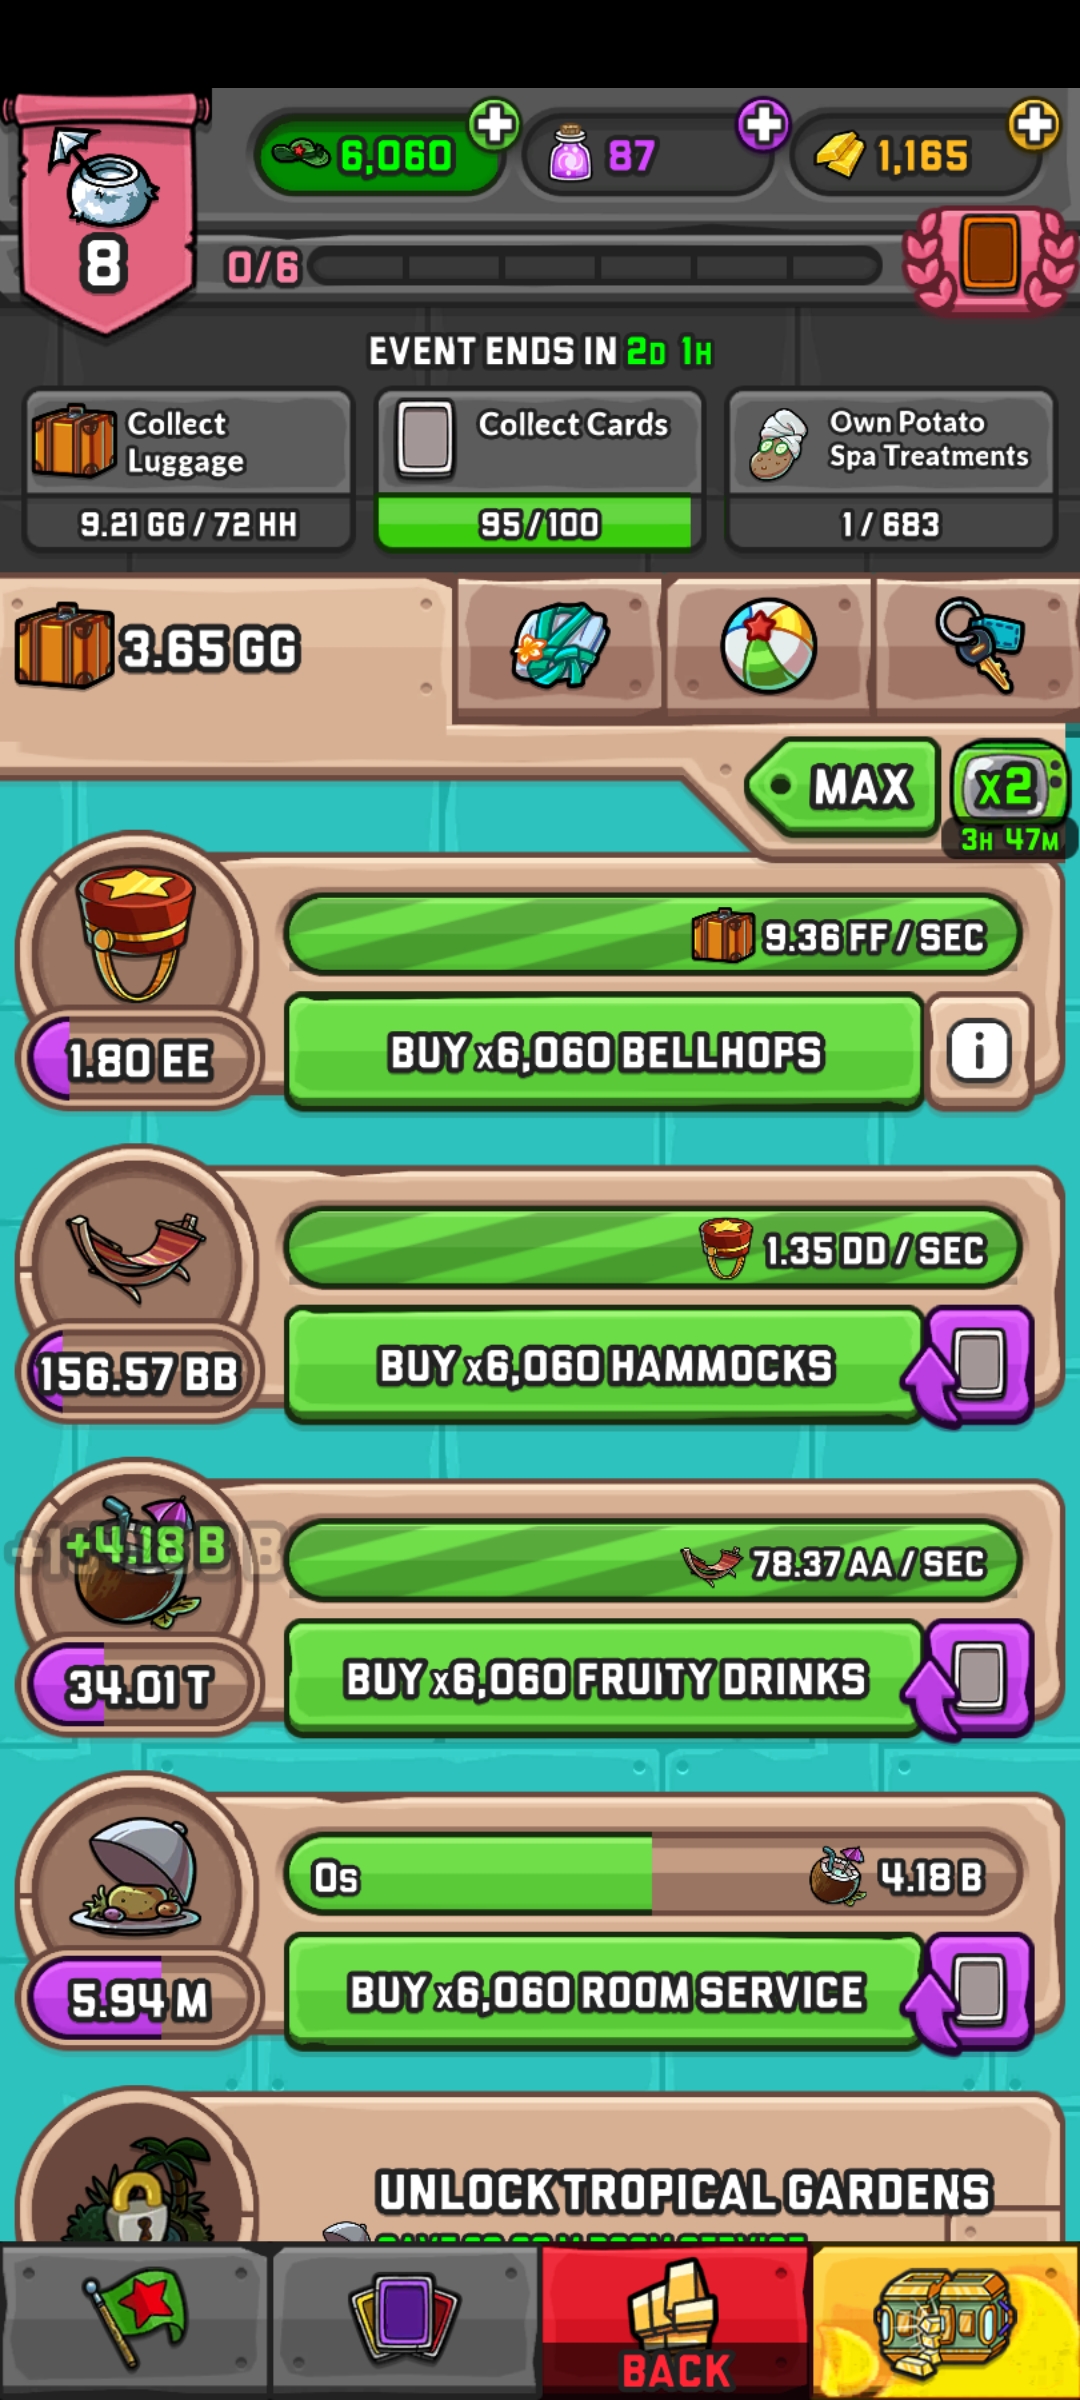 6,060
87
1,165
8
0/6
EVENT ENDS IN 2D 1H
Collect
Luggage
9.21 GG / 72 HH
Collect Cards
95/100
Own Potato
Spa Treatments
1 / 683
3.65 GG
MAX
x2
3H 47M
9.36 FF / SEC
1.80 EE
BUY x6,060 BELLHOPS
i
1.35 DD / SEC
156.57 BB
BUY x6,060 HAMMOCKS
+4.18 B
78.37 AA / SEC
34.01 T
BUY x6,060 FRUITY DRINKS
0s
4.18 B
5.94 M
BUY x6,060 ROOM SERVICE
UNLOCK TROPICAL GARDENS
BACK